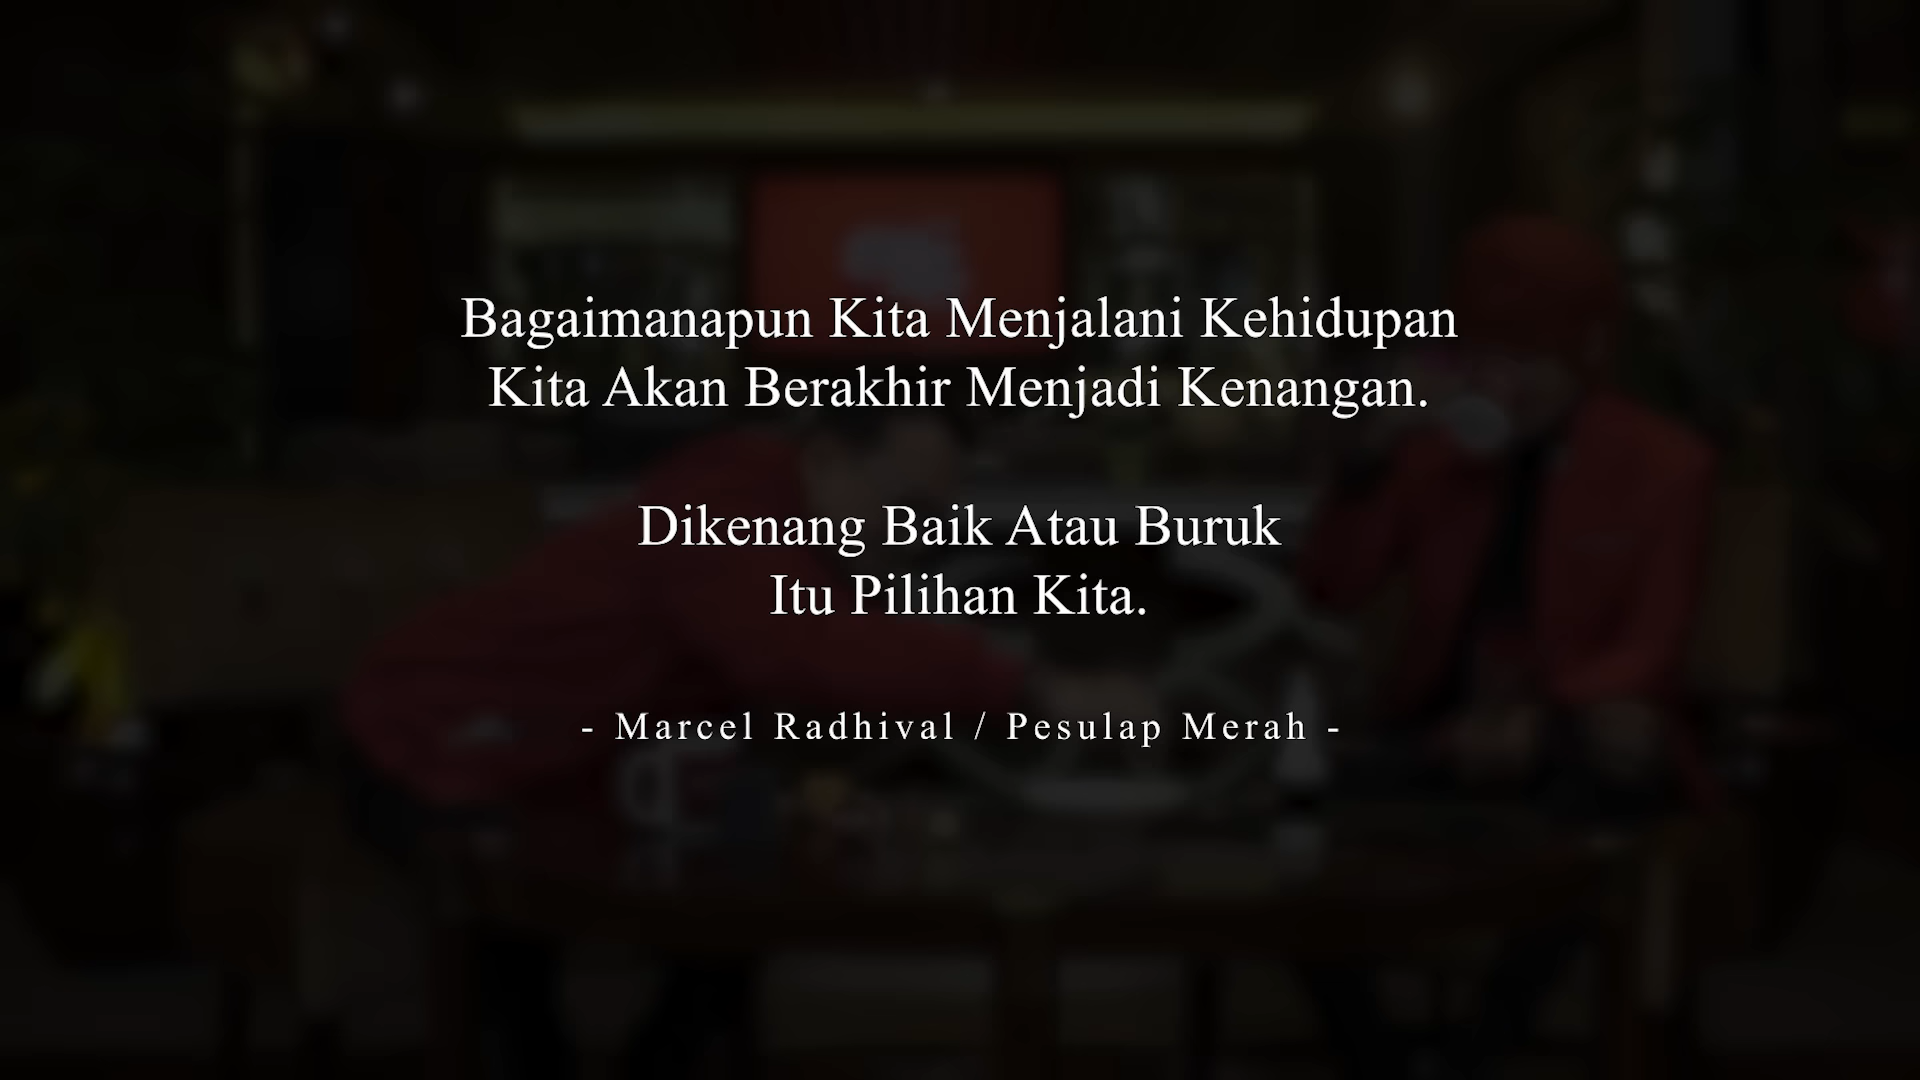 Bagaimanapun Kita Menjalani Kehidupan
Kita Akan Berakhir Menjadi Kenangan.
Dikenang Baik Atau Buruk
Itu Pilihan Kita.
- Marcel Radhival / Pesulap Merah -